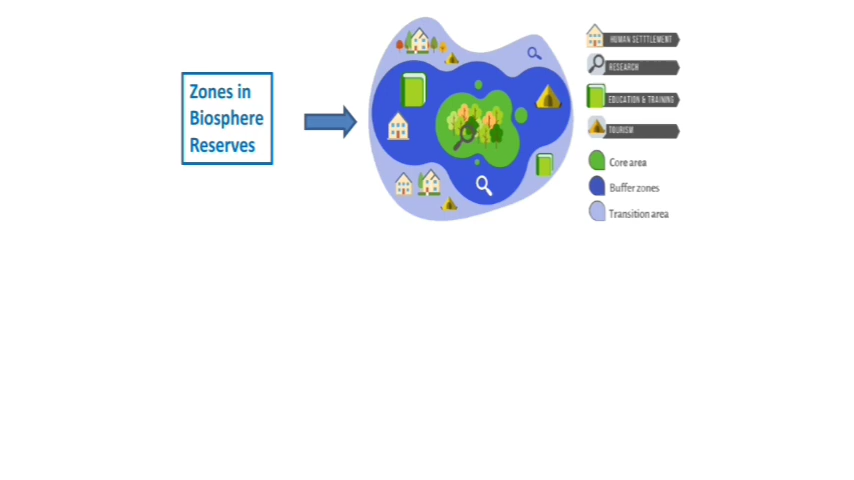 Zones in
Biosphere
Reserves
HUMAN SETTTLEMENT
RESEARCH
EDUCATION & TRAINING
TOURISM
Core area
Buffer zones
Transition area